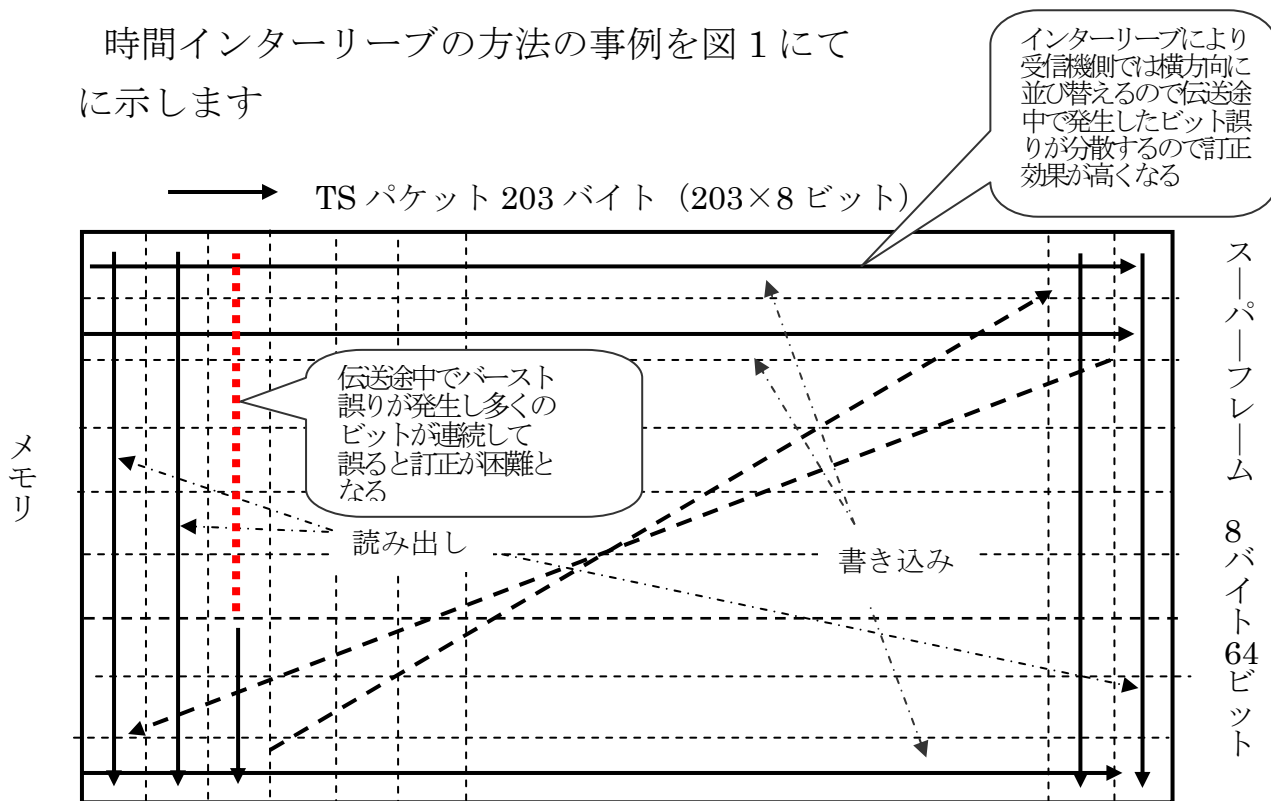 時間インターリーブの方法の事例を図 1 にて
に示します
インターリーブにより
受信機側では横方向に
並び替えるので伝送途
中で発生したビット誤
りが分散するので訂正
効果が高くなる
TS パケット 203 バイト（203×8 ビット）
伝送途中でバースト
誤りが発生し多くの
ビットが連続して
誤ると訂正が困難と
なる
メモリ
読み出し
書き込み
スーパーフレーム 8バイト64ビット